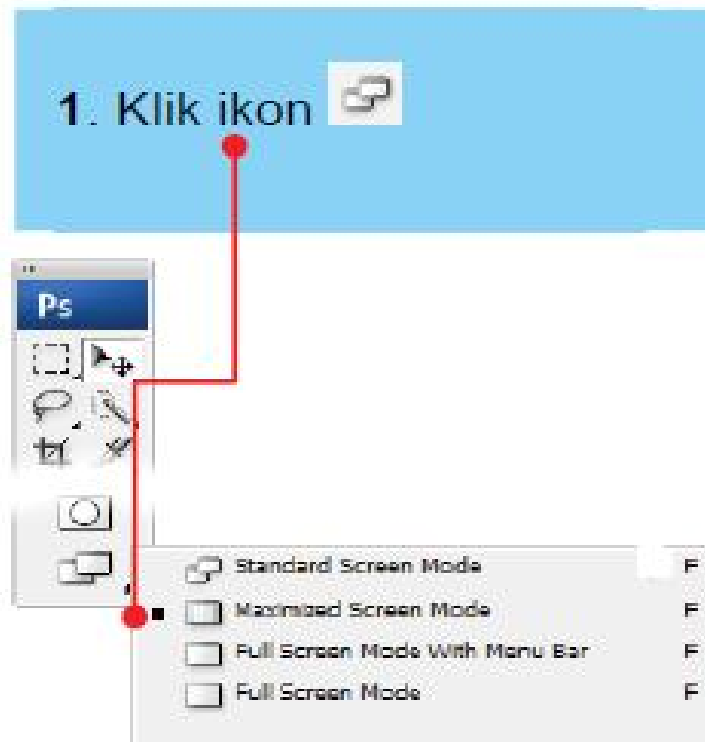 1. Klik ikon
Ps
Standard Screen Mode F
Maximized Screen Mode F
Full Screen Mode With Menu Bar F
Full Screen Mode F